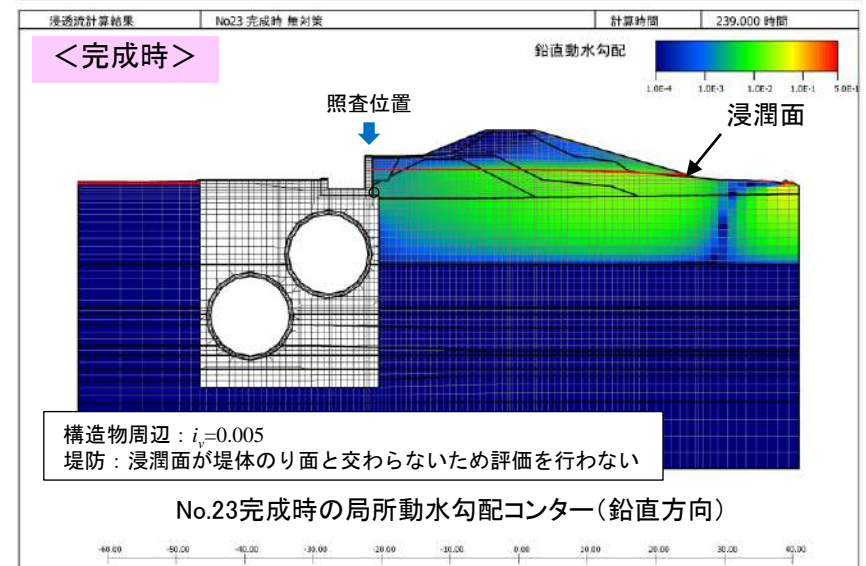 浸透流計算結果 No23 完成時 無対策 計算時間 239.000 時間
＜完成時＞
鉛直動水勾配
1.0E-4 1.0E-3 1.0E-2 1.0E-1 5.0E-1
照査位置
浸潤面
構造物周辺：iv=0.005
堤防：浸潤面が堤体のり面と交わらないため評価を行わない
No.23完成時の局所動水勾配コンター（鉛直方向）
-60.00 -50.00 -40.00 -30.00 -20.00 -10.00 0.00 10.00 20.00 30.00 40.00